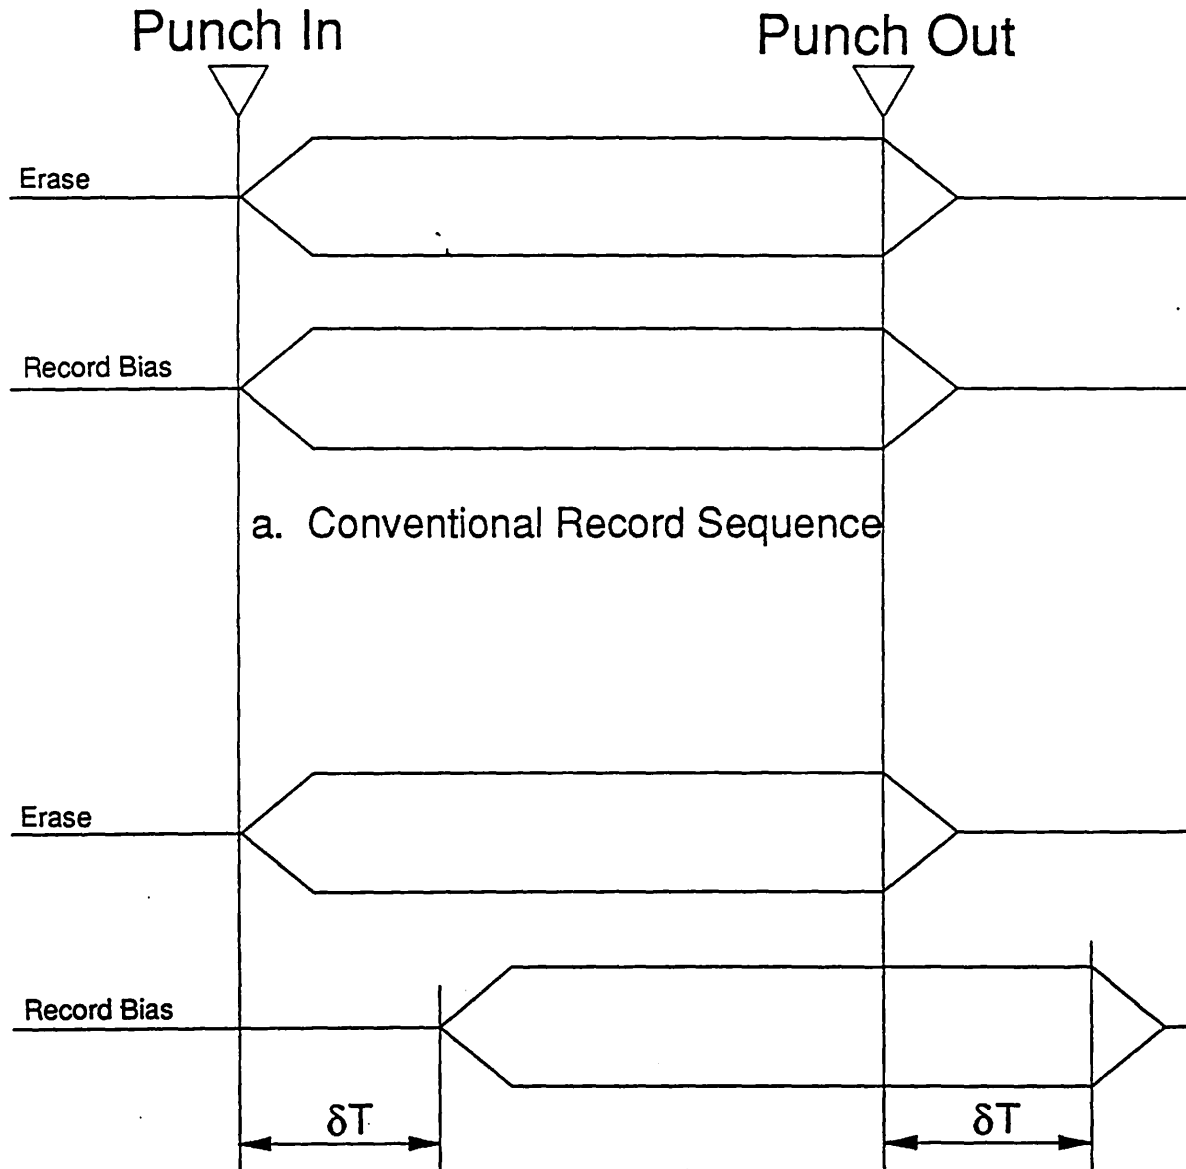 Punch In
Punch Out
Erase
Record Bias
a. Conventional Record Sequence
Erase
Record Bias
δT
δT